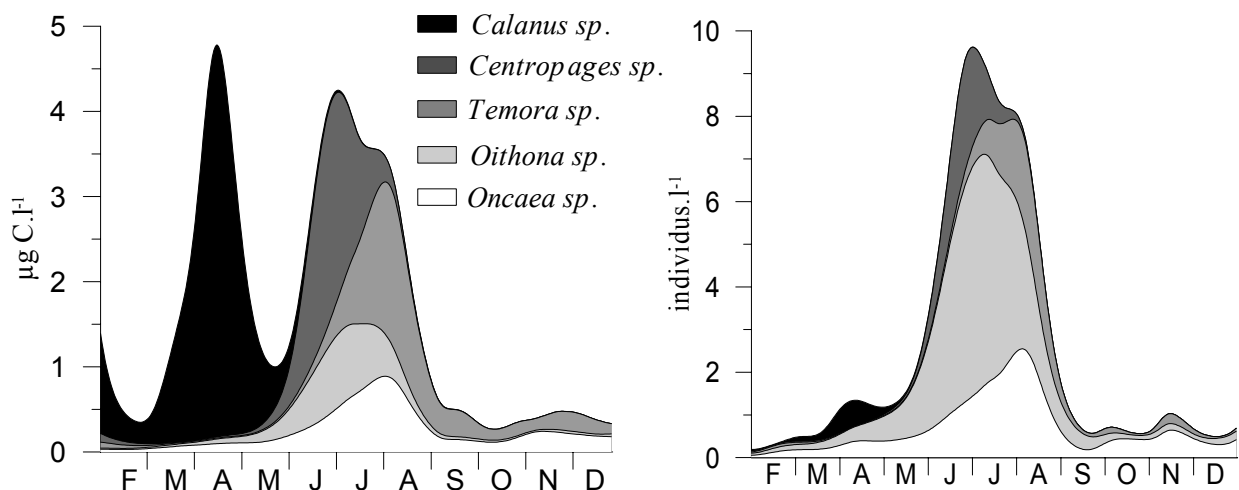 5
4
3
2
1
0
µg C.l⁻¹
F M A M J J A S O N D
Calanus sp.
Centropages sp.
Temora sp.
Oithona sp.
Oncaea sp.
10
8
6
4
2
0
individus.l⁻¹
F M A M J J A S O N D